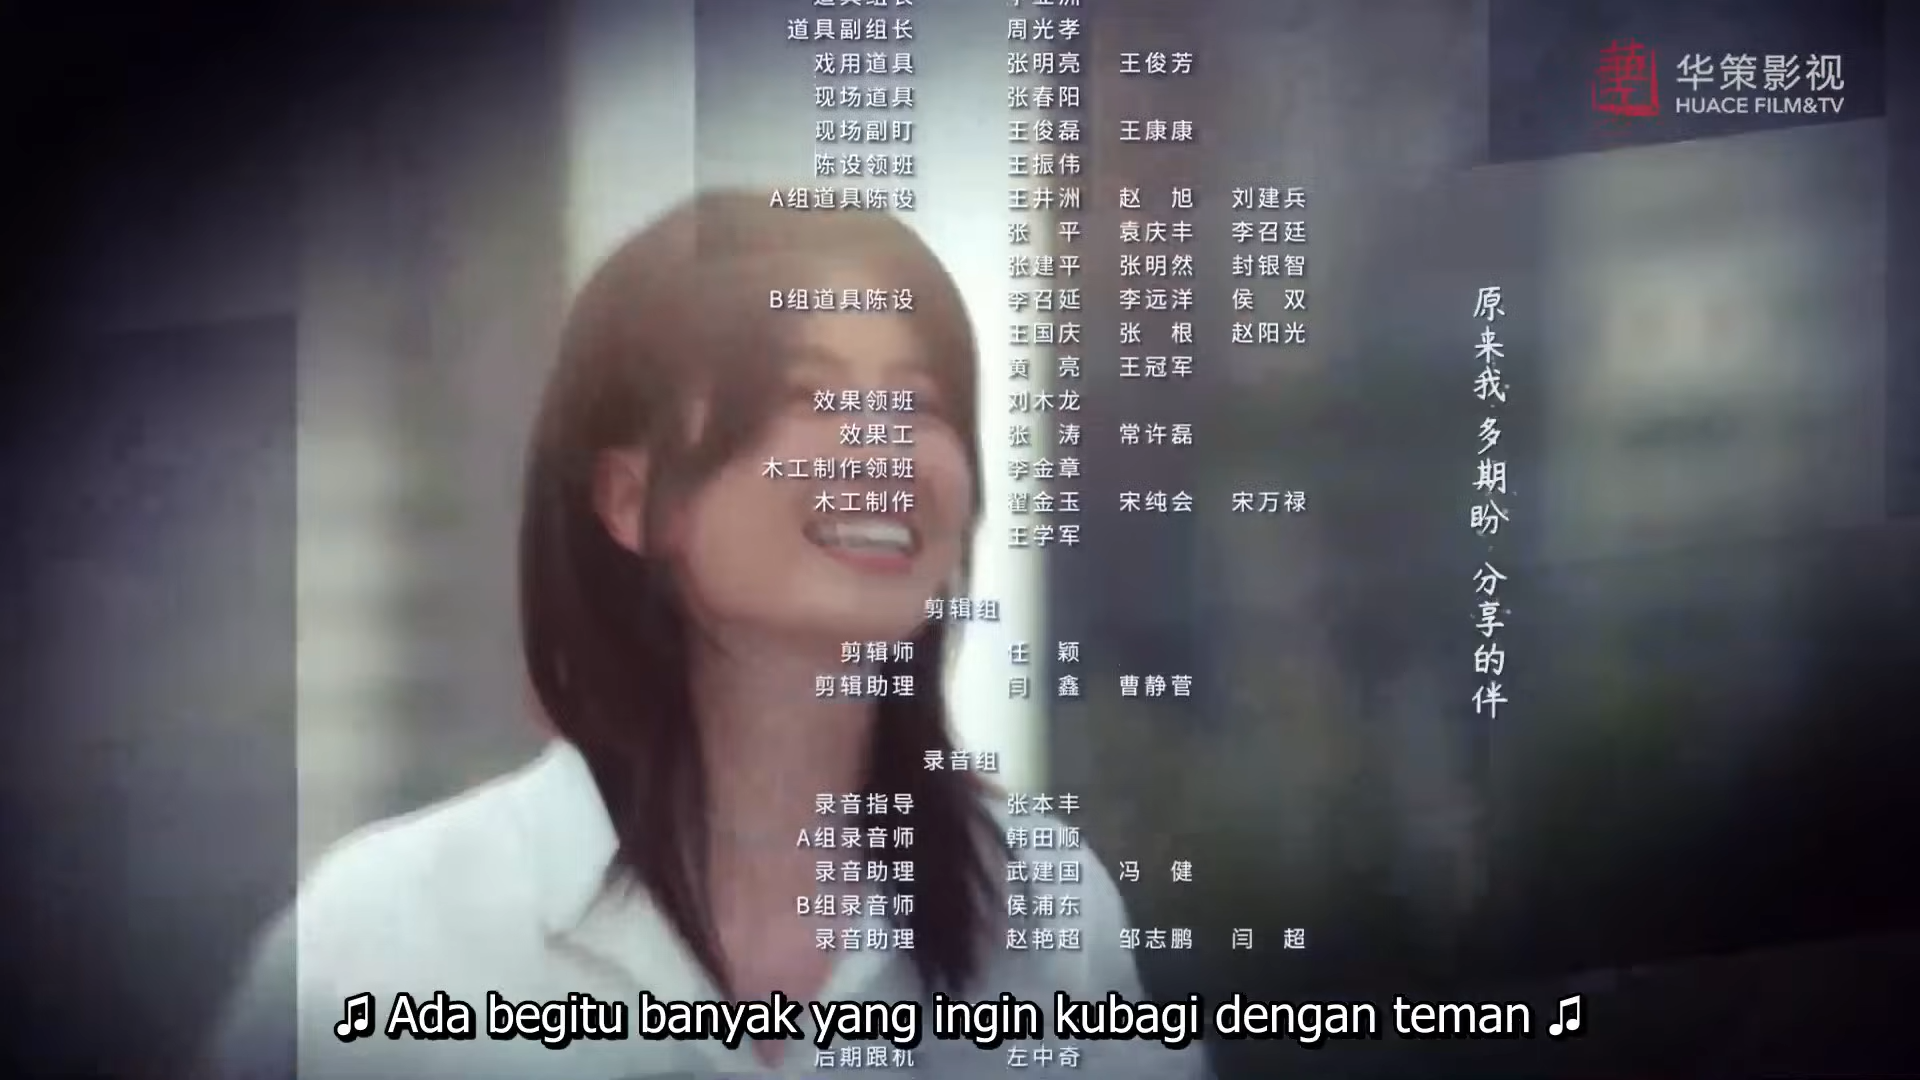 道具副组长 周光孝
戏用道具 张明亮 王俊芳
现场道具 张春阳
现场副盯 王俊磊 王康康
陈设领班 王振伟
A组道具陈设 王井洲 赵 旭 刘建兵
张 平 袁庆丰 李召廷
张建平 张明然 封银智
B组道具陈设 李召延 李远洋 侯 双
王国庆 张 根 赵阳光
黄 亮 王冠军
效果领班 刘木龙
效果工 张 涛 常许磊
木工制作领班 李金章
木工制作 翟金玉 宋纯会 宋万禄
王学军
剪辑组
剪辑师 任 颖
剪辑助理 闫 鑫 曹静萱
录音组
录音指导 张本丰
A组录音师 韩田顺
录音助理 武建国 冯 健
B组录音师 侯浦东
录音助理 赵艳超 邹志鹏 闫 超
后期跟机 左中奇
华策影视
HUACE FILM&TV
原来我 多期盼 分享的伴
♫ Ada begitu banyak yang ingin kubagi dengan teman ♫